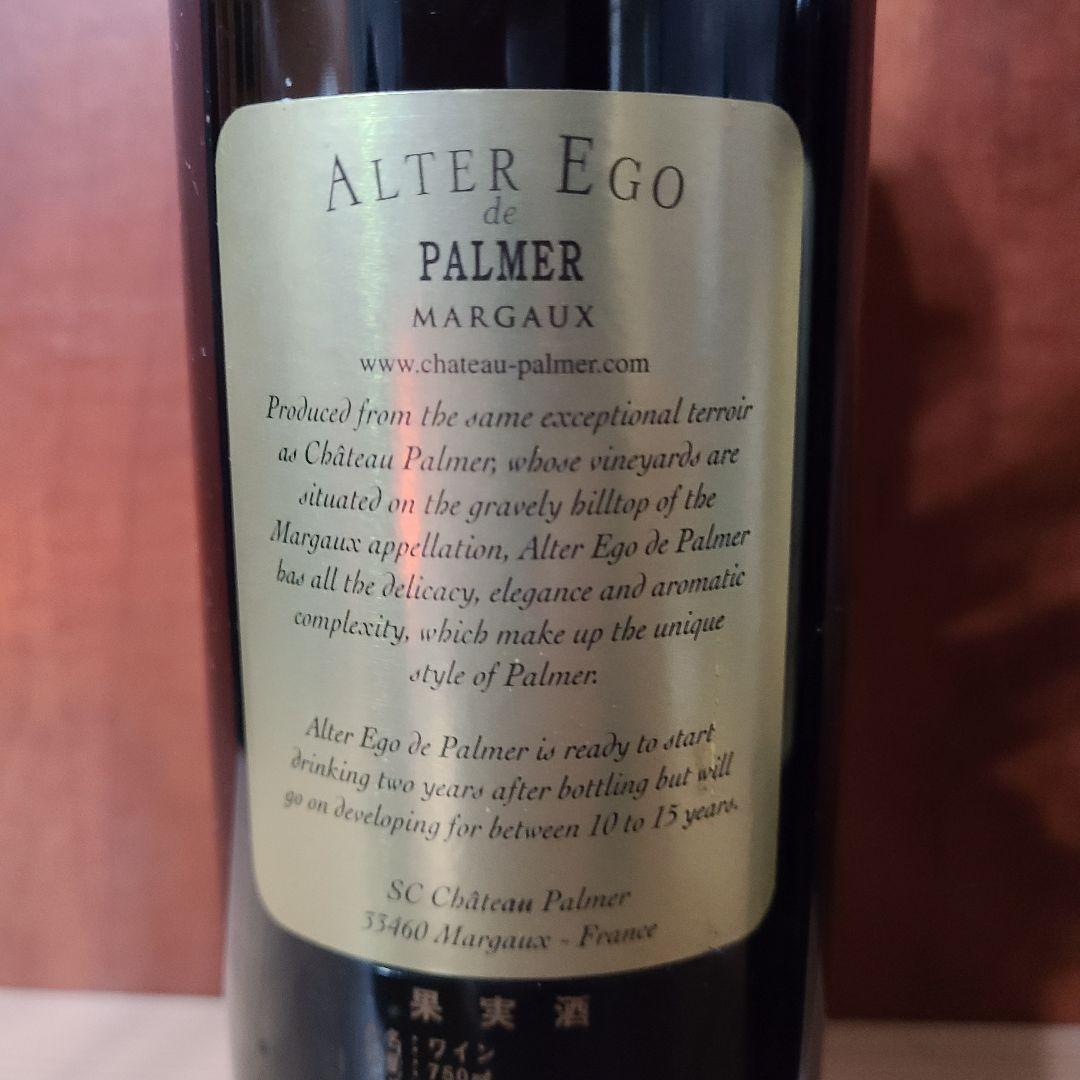 ALTER EGO
de
PALMER
MARGAUX
www.chateau-palmer.com
Produced from the same exceptional terroir
as Château Palmer, whose vineyards are
situated on the gravely hilltop of the
Margaux appellation, Alter Ego de Palmer
has all the delicacy, elegance and aromatic
complexity, which make up the unique
style of Palmer.
Alter Ego de Palmer is ready to start
drinking two years after bottling but will
go on developing for between 10 to 15 years.
SC Château Palmer
33460 Margaux - France
果実酒
：ワイン
：750ml